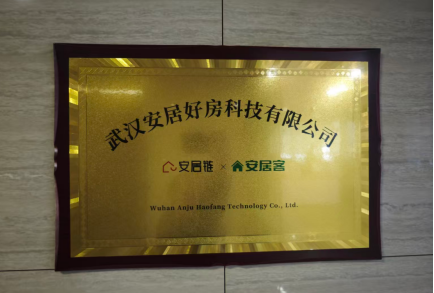 武汉安居好房科技有限公司
安居链 × 安居客
Wuhan Anju Haofang Technology Co., Ltd.